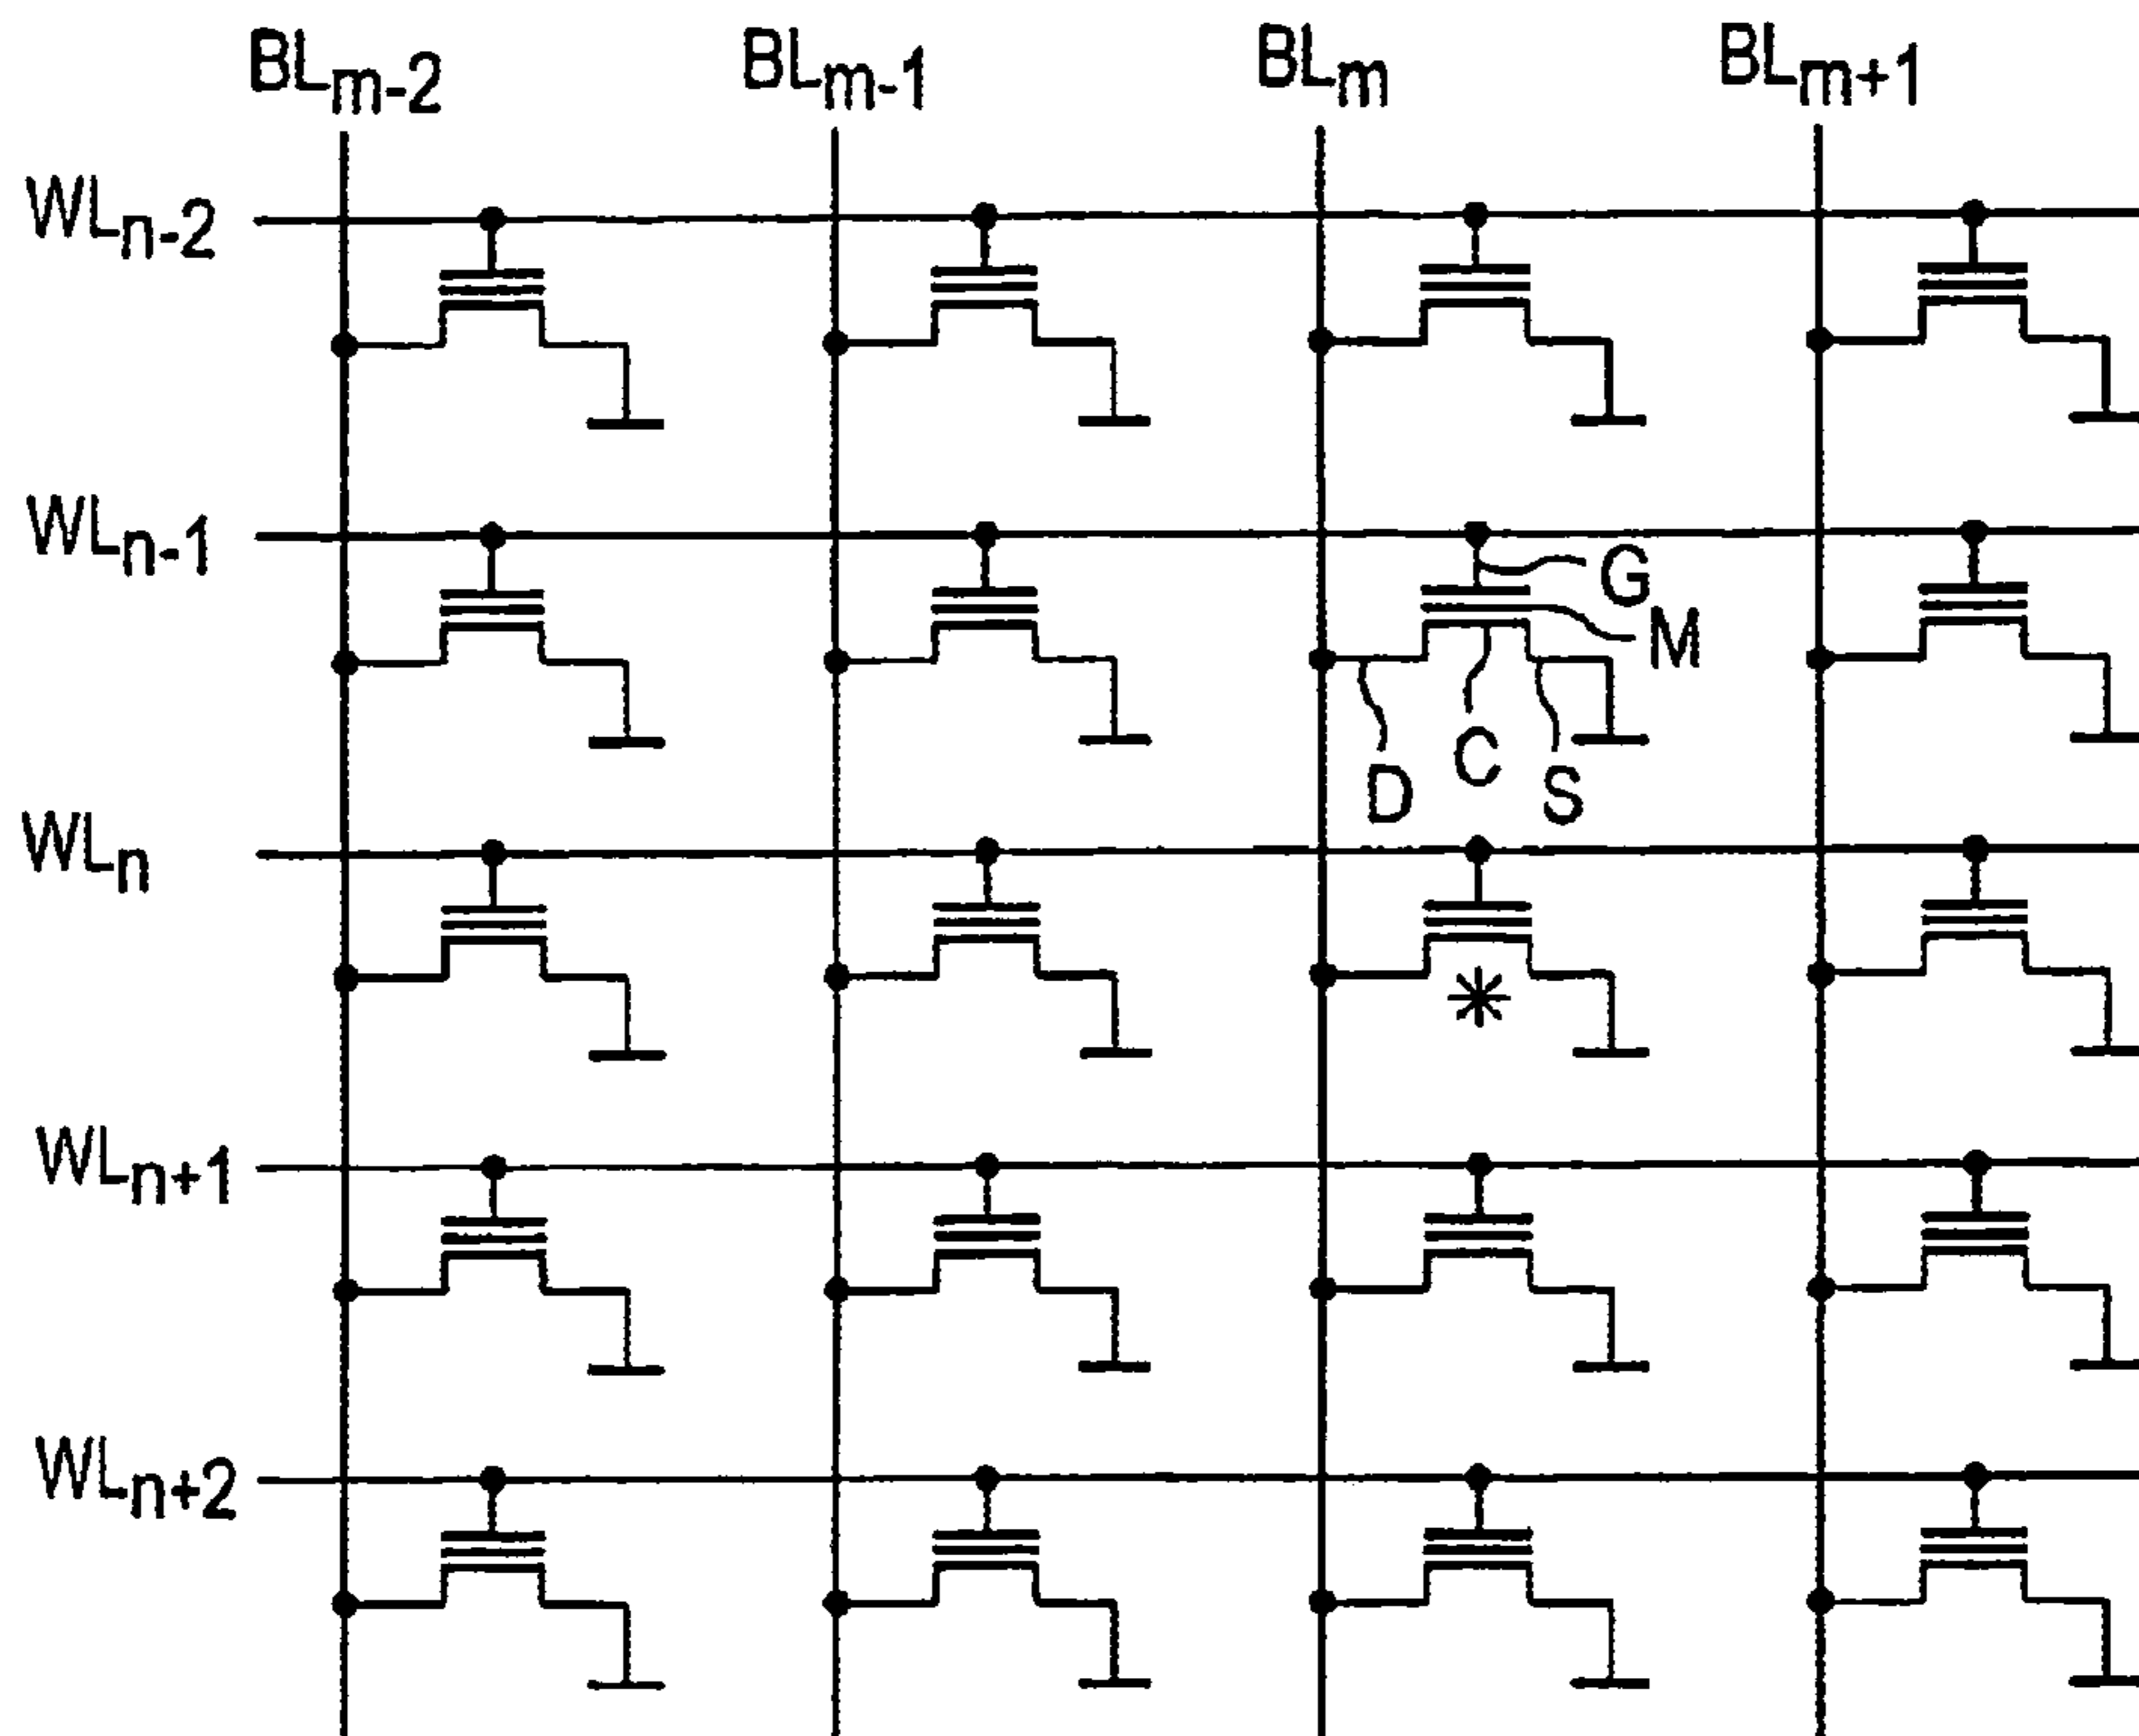 BLm-2 BLm-1 BLm BLm+1
WLn-2
WLn-1
G
M
C
D S
WLn
*
WLn+1
WLn+2